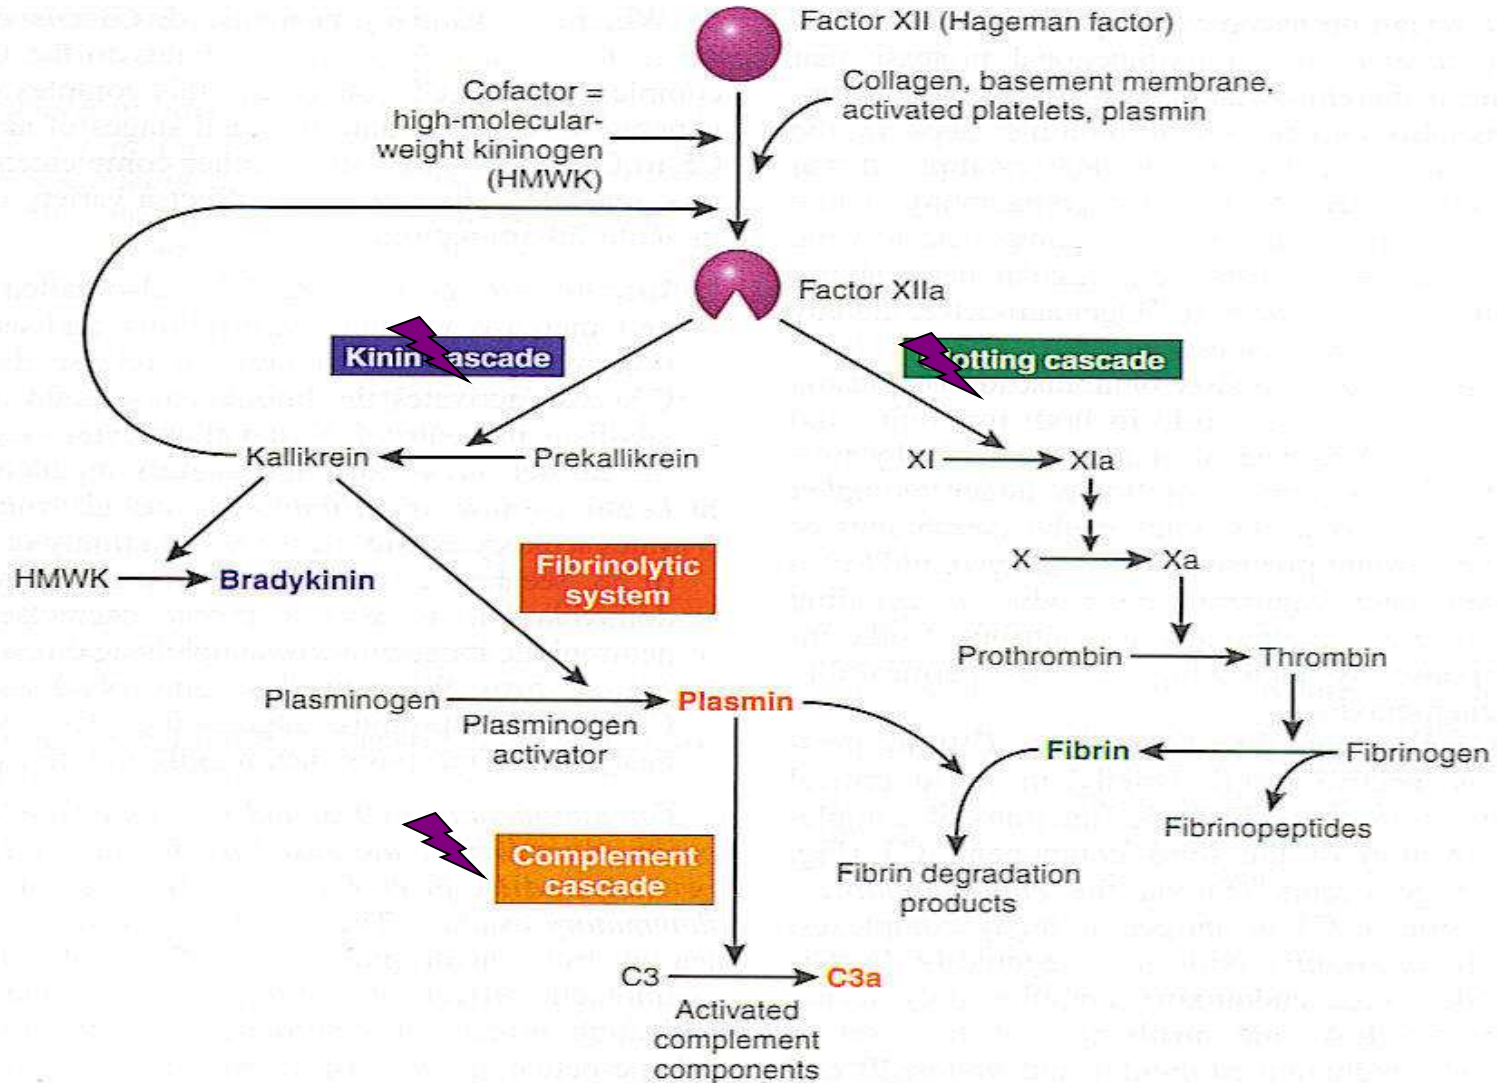 Factor XII (Hageman factor)
Collagen, basement membrane,
activated platelets, plasmin
Cofactor =
high-molecular-
weight kininogen
(HMWK)
Factor XIIa
Kinin cascade
cascade
Kallikrein
Prekallikrein
XI
XIa
HMWK
Bradykinin
Fibrinolytic
system
X
Xa
Prothrombin
Thrombin
Plasminogen
Plasmin
Plasminogen
activator
Fibrin
Fibrinogen
Fibrinopeptides
Complement
cascade
Fibrin degradation
products
C3
C3a
Activated
complement
components